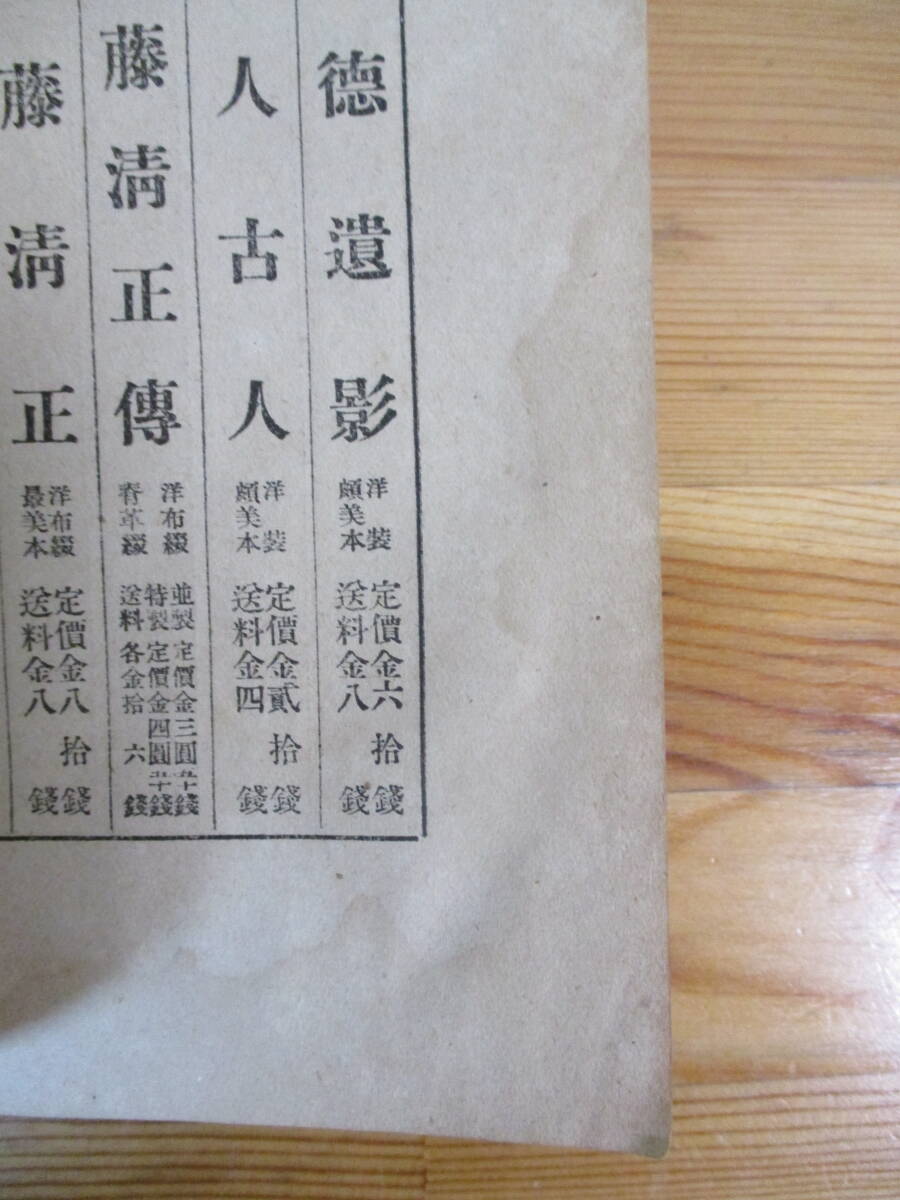 德遺影
洋裝
頗美本
定價金六拾錢
送料金八錢
人古人
洋裝
頗美本
定價金貳拾錢
送料金四錢
藤淸正傳
洋布綴
脊革綴
並製定價金三圓五十錢
特製定價金四圓五十錢
送料各金拾六錢
藤淸正
洋布綴
最美本
定價金八拾錢
送料金八錢